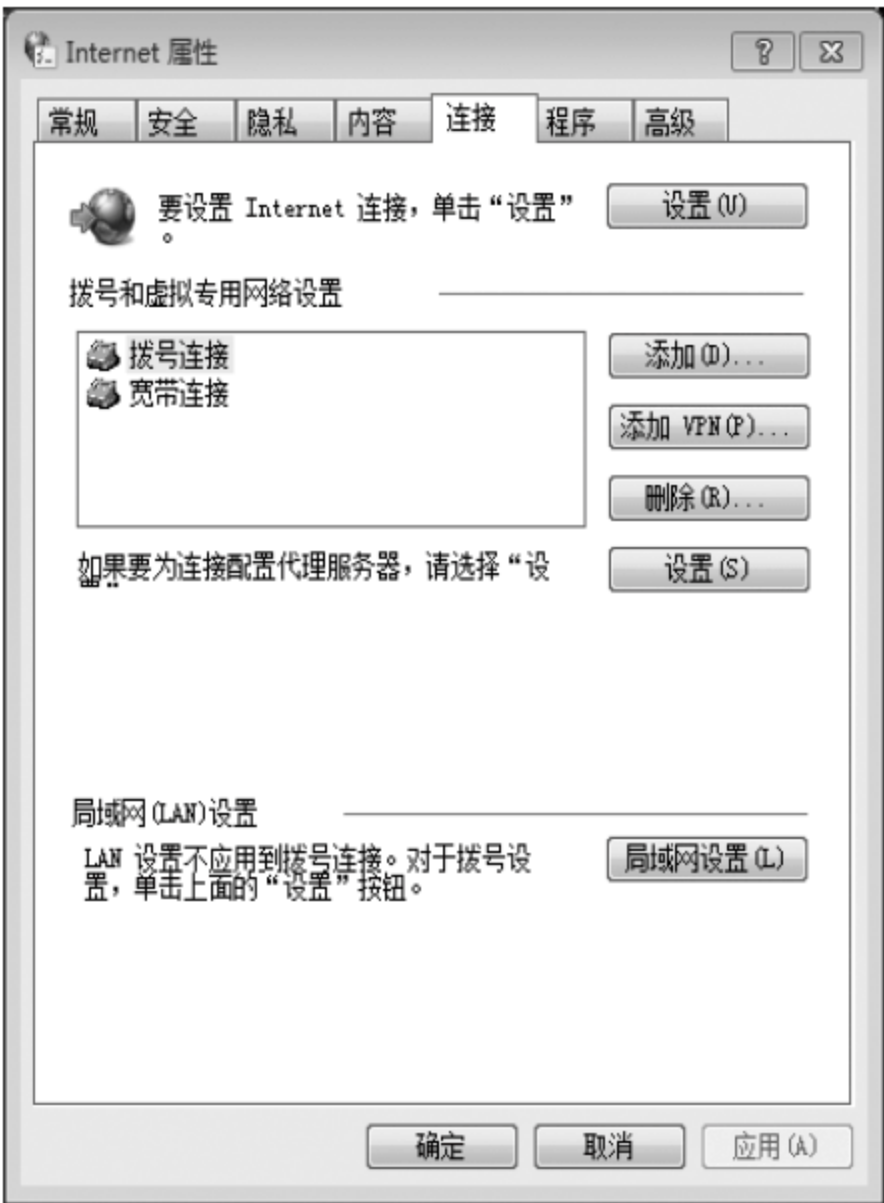 Internet 属性
常规 安全 隐私 内容 连接 程序 高级
要设置 Internet 连接，单击“设置” 设置(U)
。
拨号和虚拟专用网络设置
拨号连接 添加(D)...
宽带连接
添加 VPN(P)...
删除(R)...
如果要为连接配置代理服务器，请选择“设 设置(S)
局域网(LAN)设置
LAN 设置不应用到拨号连接。对于拨号设 局域网设置(L)
置，单击上面的“设置”按钮。
确定 取消 应用(A)